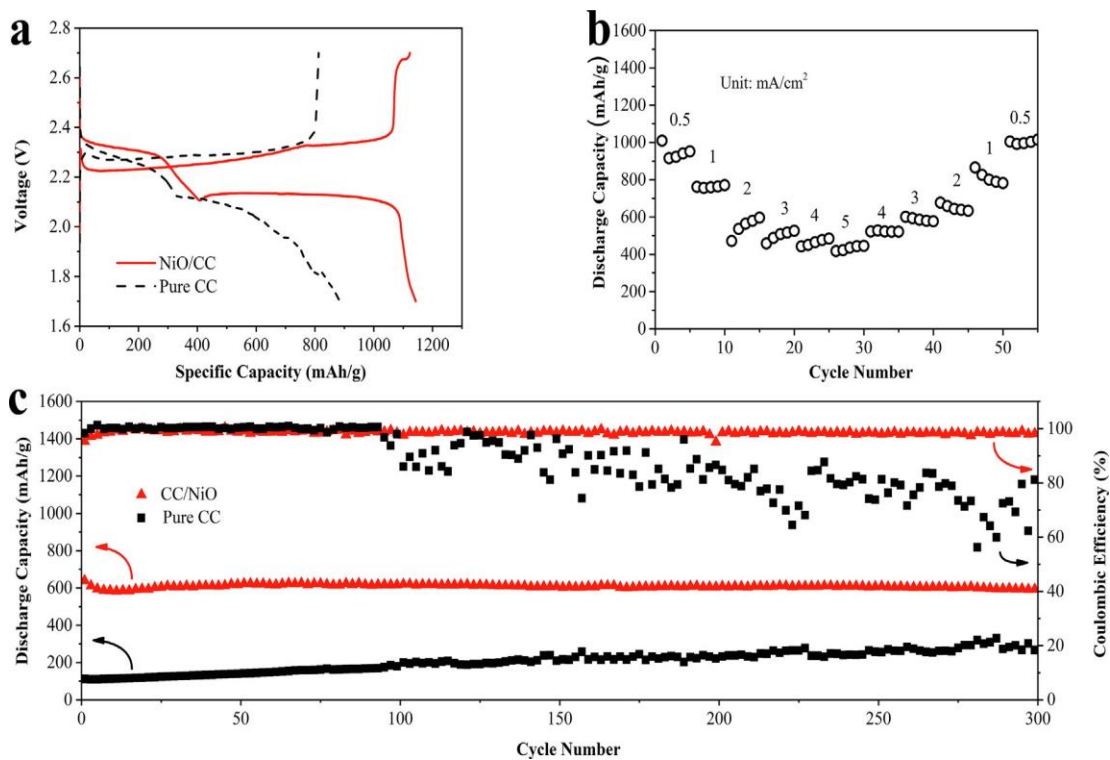 a
2.8
2.6
2.4
2.2
2.0
1.8
1.6
Voltage (V)
NiO/CC
Pure CC
0 200 400 600 800 1000 1200
Specific Capacity (mAh/g)
b
1600
1400
1200
1000
800
600
400
200
0
Discharge Capacity (mAh/g)
Unit: mA/cm²
0.5
1
2
3
4
5
4
3
2
1
0.5
0 10 20 30 40 50
Cycle Number
c
1600
1400
1200
1000
800
600
400
200
0
Discharge Capacity (mAh/g)
CC/NiO
Pure CC
100
80
60
40
20
0
Coulombic Efficiency (%)
0 50 100 150 200 250 300
Cycle Number